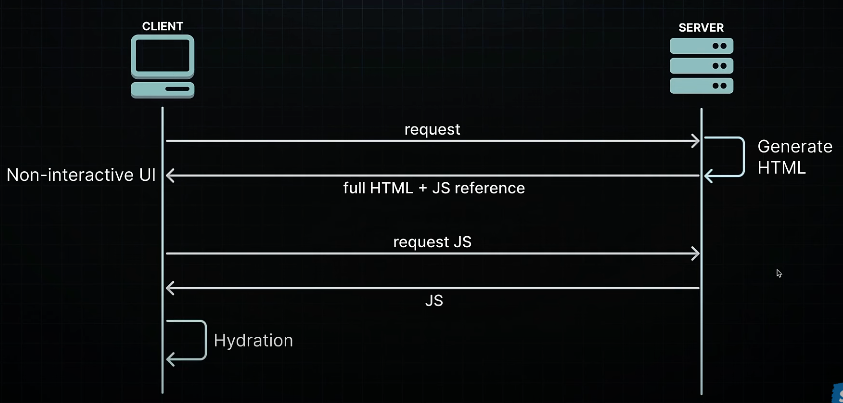 CLIENT
SERVER
request
Generate
HTML
Non-interactive UI
full HTML + JS reference
request JS
JS
Hydration